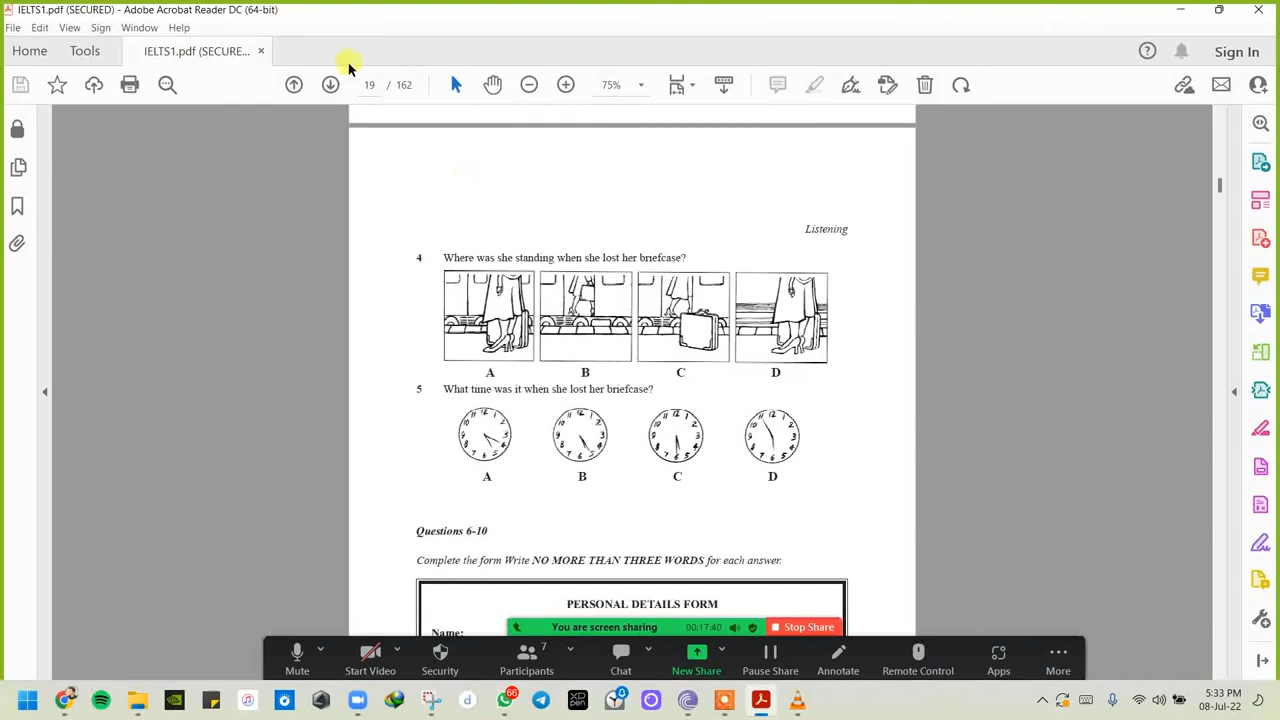 IELTS1.pdf (SECURED) - Adobe Acrobat Reader DC (64-bit)
File Edit View Sign Window Help
Home Tools IELTS1.pdf (SECURE... × Sign In
19 / 162 75%
Listening
4 Where was she standing when she lost her briefcase?
A B C D
5 What time was it when she lost her briefcase?
A B C D
Questions 6-10
Complete the form Write NO MORE THAN THREE WORDS for each answer.
PERSONAL DETAILS FORM
Name:
You are screen sharing 00:17:40 Stop Share
7
Mute Start Video Security Participants Chat New Share Pause Share Annotate Remote Control Apps More
66
5:33 PM
08-Jul-22